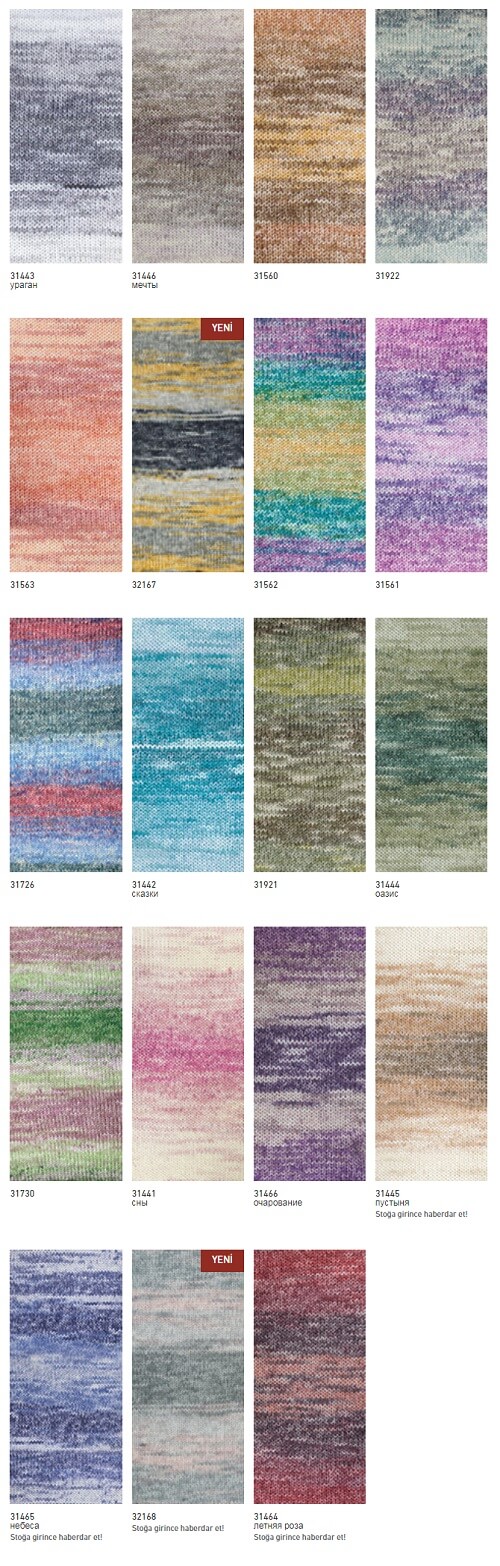 31443
ураган
31446
мечты
31560
31922
YENİ
31563
32167
31562
31561
31726
31442
сказки
31921
31444
оазис
31730
31441
сны
31466
очарование
31445
пустыня
Stoğa girince haberdar et!
YENİ
31465
небеса
Stoğa girince haberdar et!
32168
Stoğa girince haberdar et!
31464
летняя роза
Stoğa girince haberdar et!